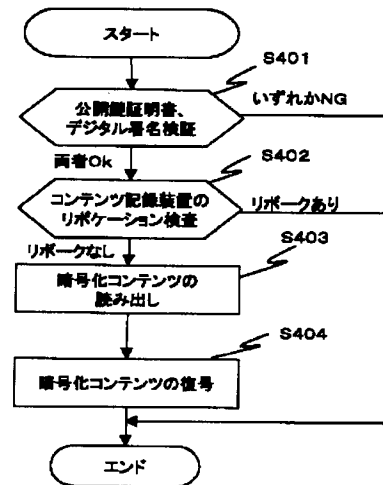 スタート
S401
公開鍵証明書、
デジタル署名検証
いずれかNG
両者Ok
S402
コンテンツ記録装置の
リボケーション検査
リボークあり
リボークなし
S403
暗号化コンテンツの
読み出し
S404
暗号化コンテンツの復号
エンド